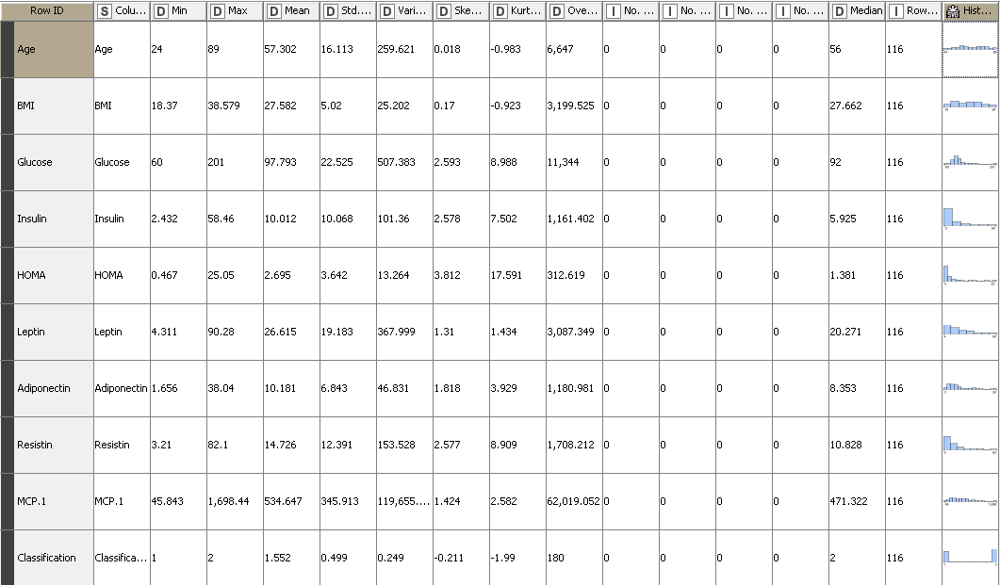 Row ID S Colu... D Min D Max D Mean D Std.... D Vari... D Ske... D Kurt... D Ove... I No. ... I No. ... I No. ... I No. ... D Median I Row... Hist...
Age Age 24 89 57.302 16.113 259.621 0.018 -0.983 6,647 0 0 0 0 56 116
BMI BMI 18.37 38.579 27.582 5.02 25.202 0.17 -0.923 3,199.525 0 0 0 0 27.662 116
Glucose Glucose 60 201 97.793 22.525 507.383 2.593 8.988 11,344 0 0 0 0 92 116
Insulin Insulin 2.432 58.46 10.012 10.068 101.36 2.578 7.502 1,161.402 0 0 0 0 5.925 116
HOMA HOMA 0.467 25.05 2.695 3.642 13.264 3.812 17.591 312.619 0 0 0 0 1.381 116
Leptin Leptin 4.311 90.28 26.615 19.183 367.999 1.31 1.434 3,087.349 0 0 0 0 20.271 116
Adiponectin Adiponectin 1.656 38.04 10.181 6.843 46.831 1.818 3.929 1,180.981 0 0 0 0 8.353 116
Resistin Resistin 3.21 82.1 14.726 12.391 153.528 2.577 8.909 1,708.212 0 0 0 0 10.828 116
MCP.1 MCP.1 45.843 1,698.44 534.647 345.913 119,655.... 1.424 2.582 62,019.052 0 0 0 0 471.322 116
Classification Classifica... 1 2 1.552 0.499 0.249 -0.211 -1.99 180 0 0 0 0 2 116